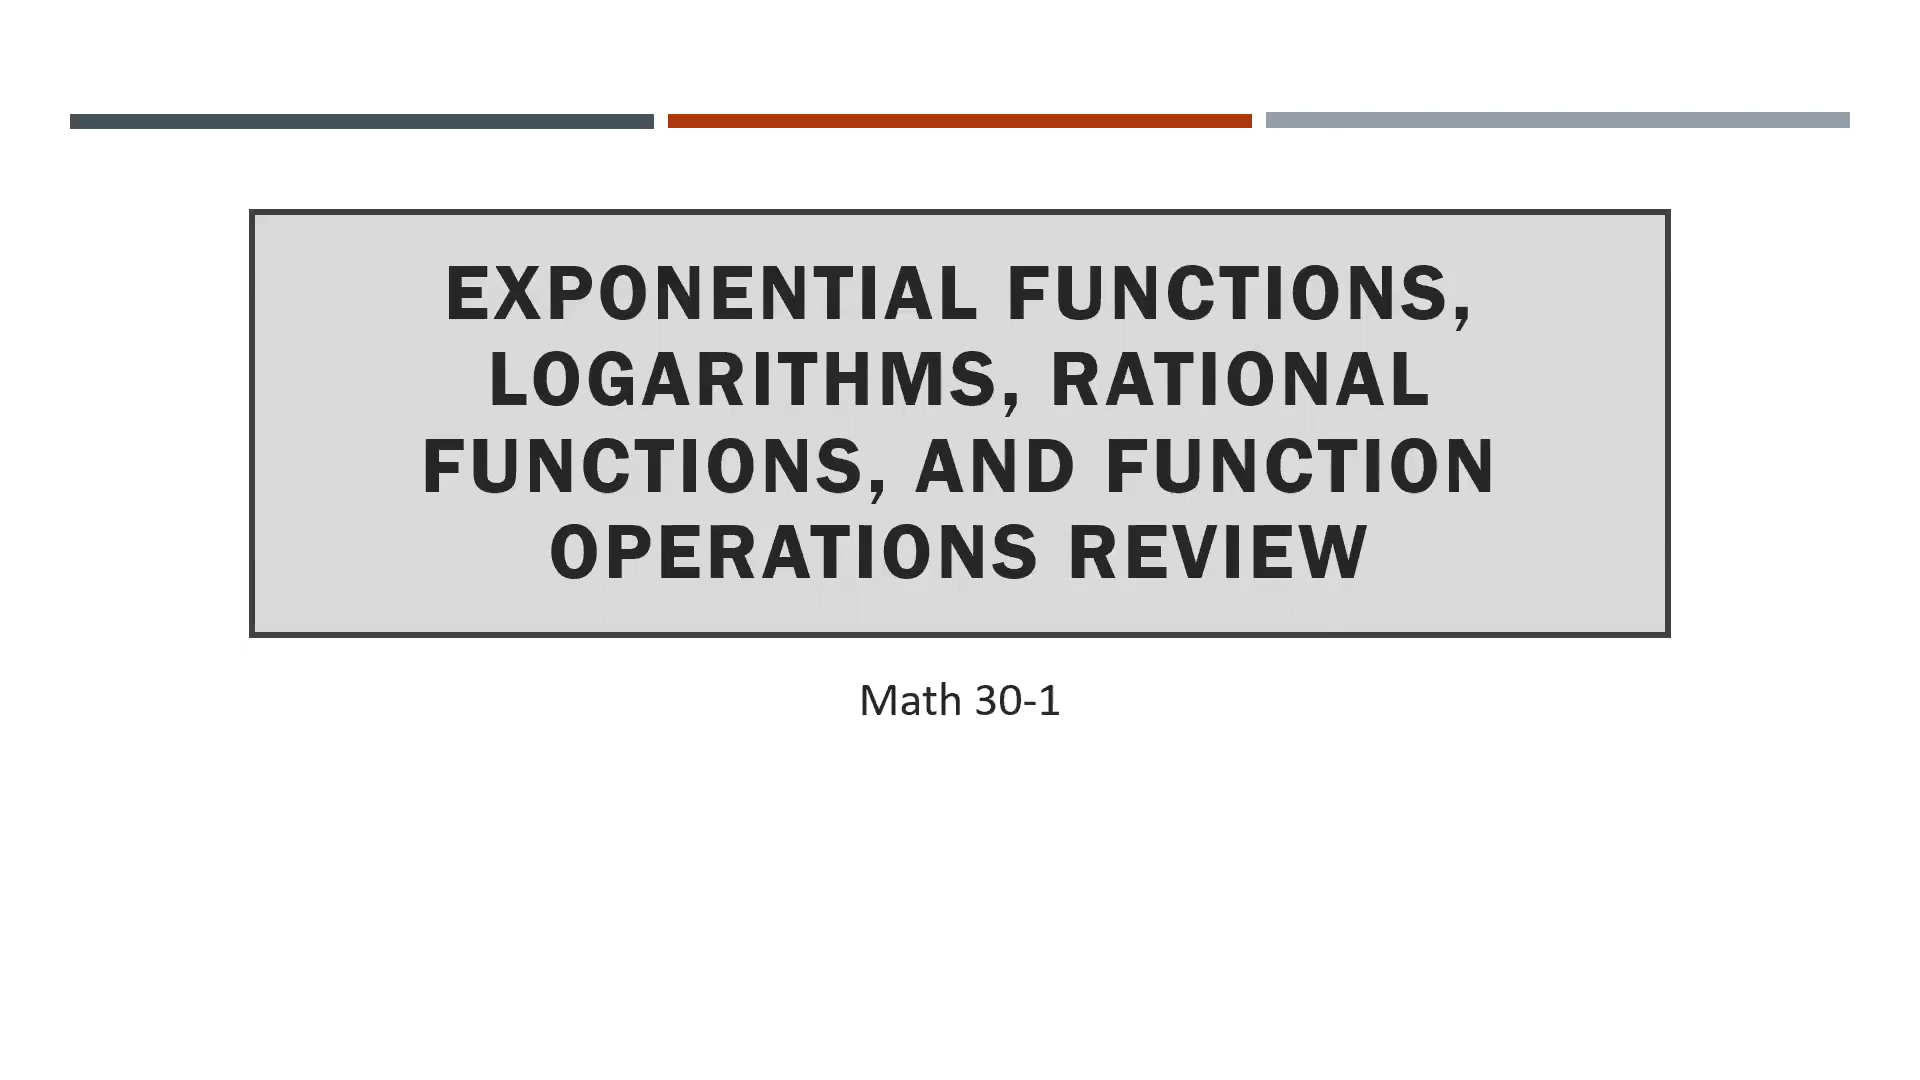 EXPONENTIAL FUNCTIONS,
LOGARITHMS, RATIONAL
FUNCTIONS, AND FUNCTION
OPERATIONS REVIEW
Math 30-1